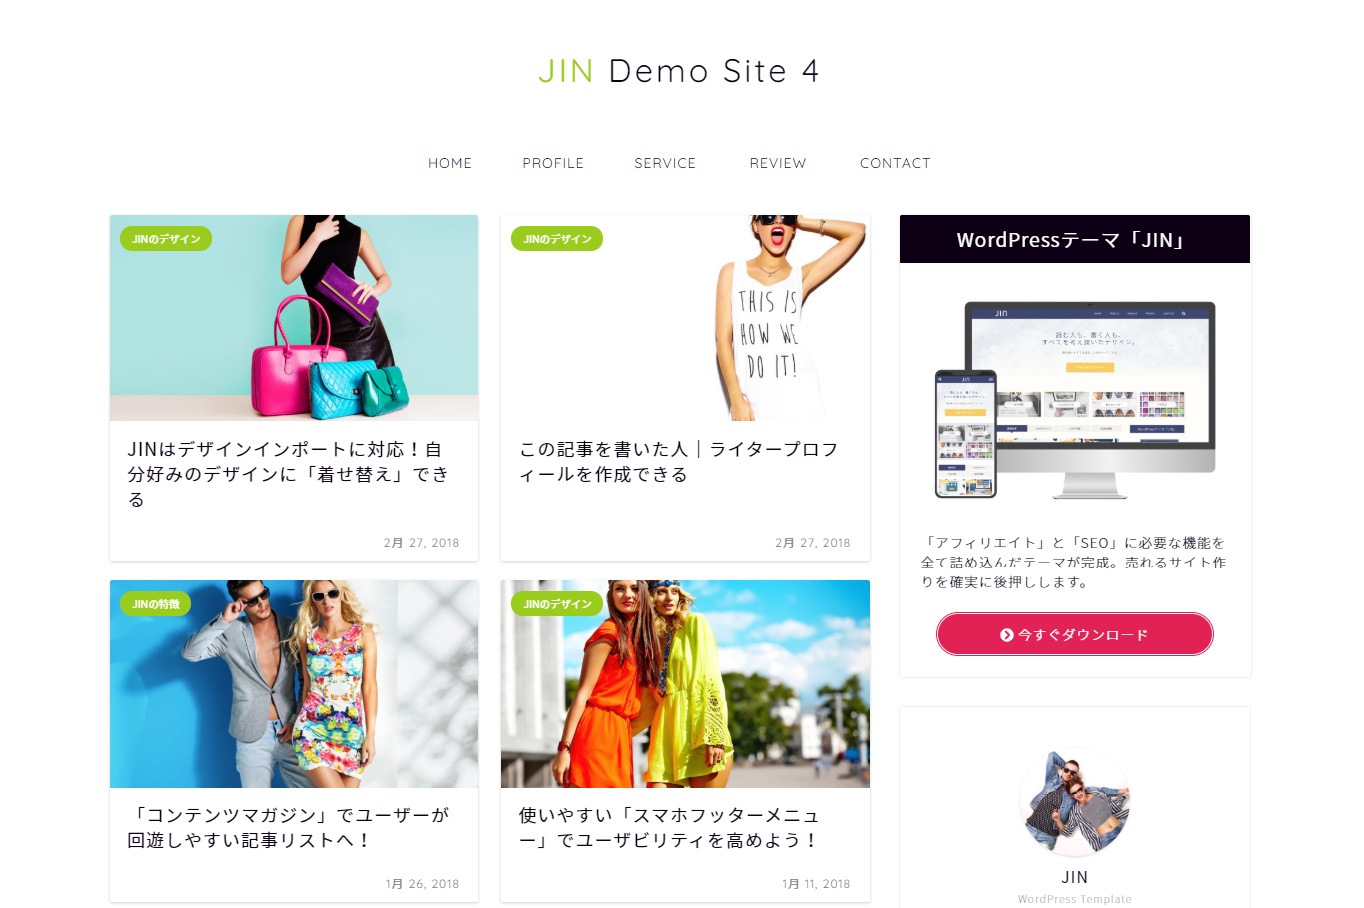 JIN Demo Site 4
HOME PROFILE SERVICE REVIEW CONTACT
JINのデザイン
THIS IS
HOW WE
DO IT!
JINのデザイン
JINはデザインインポートに対応！自
分好みのデザインに「着せ替え」でき
る
2月 27, 2018
この記事を書いた人｜ライタープロフ
ィールを作成できる
2月 27, 2018
JINの特徴
「コンテンツマガジン」でユーザーが
回遊しやすい記事リストへ！
1月 26, 2018
JINのデザイン
使いやすい「スマホフッターメニュ
ー」でユーザビリティを高めよう！
1月 11, 2018
WordPressテーマ「JIN」
JIN
読む人も、書く人も、
すべてを考え抜いたデザイン。
「アフィリエイト」と「SEO」に必要な機能を
全て詰め込んだテーマが完成。売れるサイト作
りを確実に後押しします。
今すぐダウンロード
JIN
WordPress Template